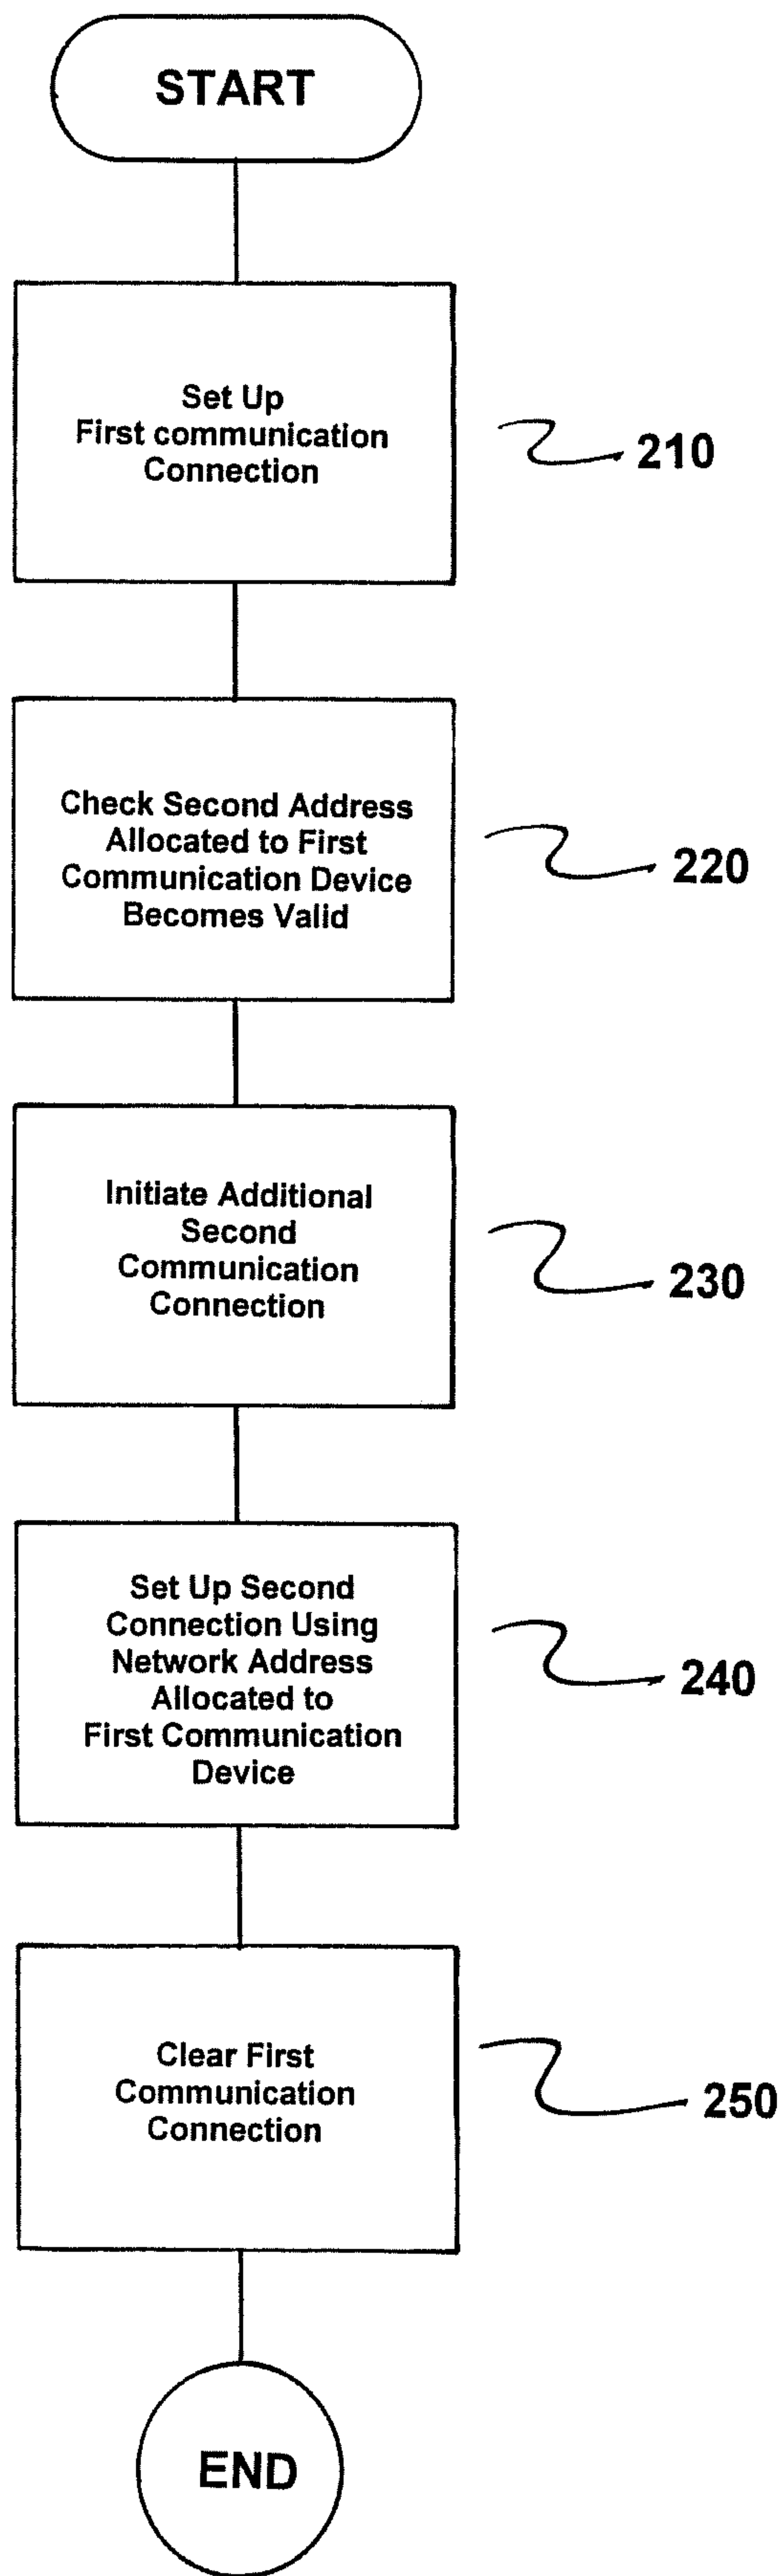 START
Set Up
First communication
Connection
210
Check Second Address
Allocated to First
Communication Device
Becomes Valid
220
Initiate Additional
Second
Communication
Connection
230
Set Up Second
Connection Using
Network Address
Allocated to
First Communication
Device
240
Clear First
Communication
Connection
250
END